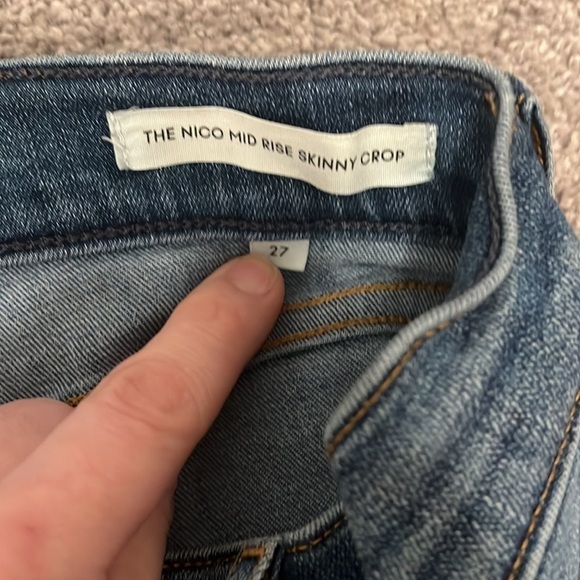 THE NICO MID RISE SKINNY CROP
27